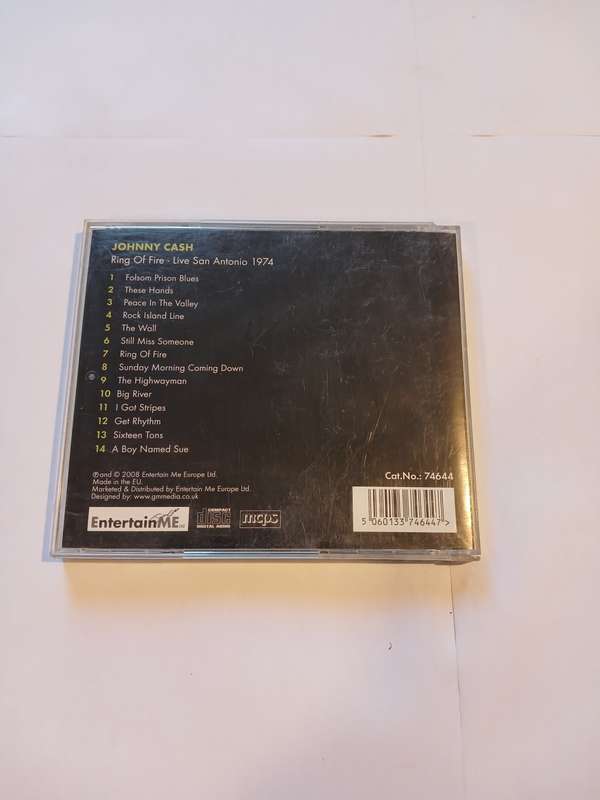 JOHNNY CASH
Ring Of Fire - Live San Antonio 1974
1 Folsom Prison Blues
2 These Hands
3 Peace In The Valley
4 Rock Island Line
5 The Wall
6 Still Miss Someone
7 Ring Of Fire
8 Sunday Morning Coming Down
9 The Highwayman
10 Big River
11 I Got Stripes
12 Get Rhythm
13 Sixteen Tons
14 A Boy Named Sue
℗ and © 2008 Entertain Me Europe Ltd.
Made in the EU.
Marketed & Distributed by Entertain Me Europe Ltd.
Designed by: www.gmmedia.co.uk
Cat.No.: 74644
EntertainME
COMPACT
disc
DIGITAL AUDIO
mcps
5 060133 746447>